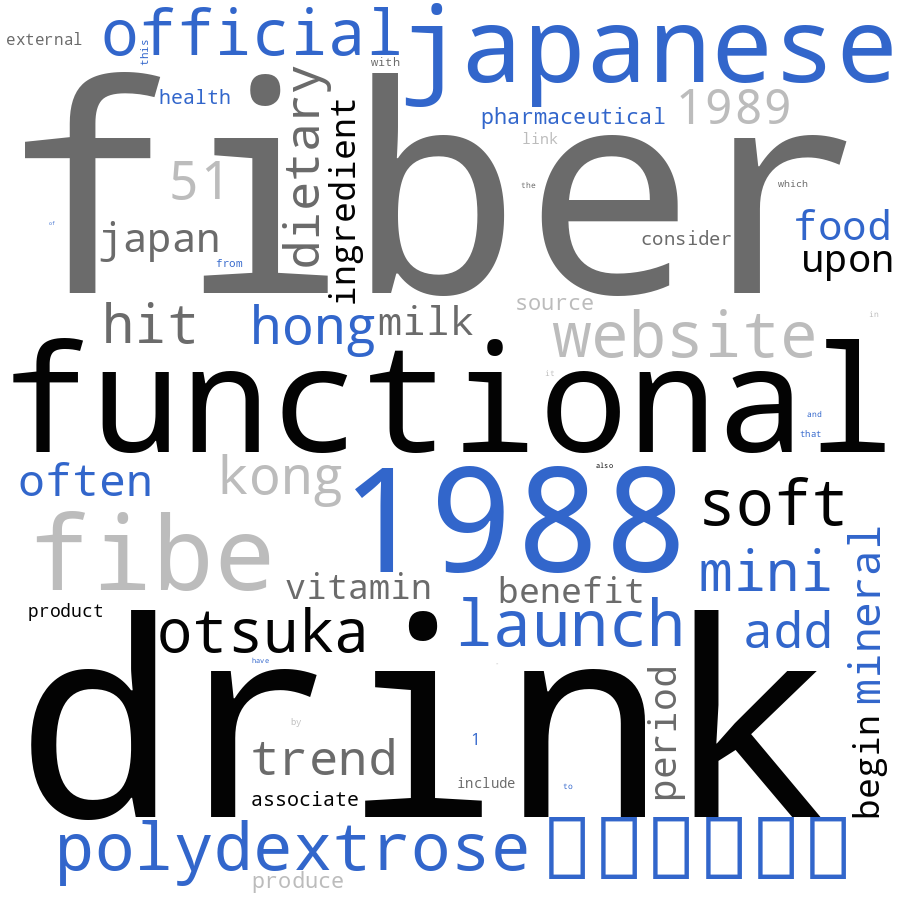 official
japanese
external
this
with
fiber
health
dietary
ingredient
pharmaceutical
1989
link
51
the
which
of
japan
from
consider
food
upon
hit
hong
milk
source
website
in
functional
it
and
that
often
kong
1988
also
soft
fibe
vitamin
benefit
mini
mineral
product
otsuka
launch
add
drink
have
by
1
period
trend
include
to
begin
associate
polydextrose
produce